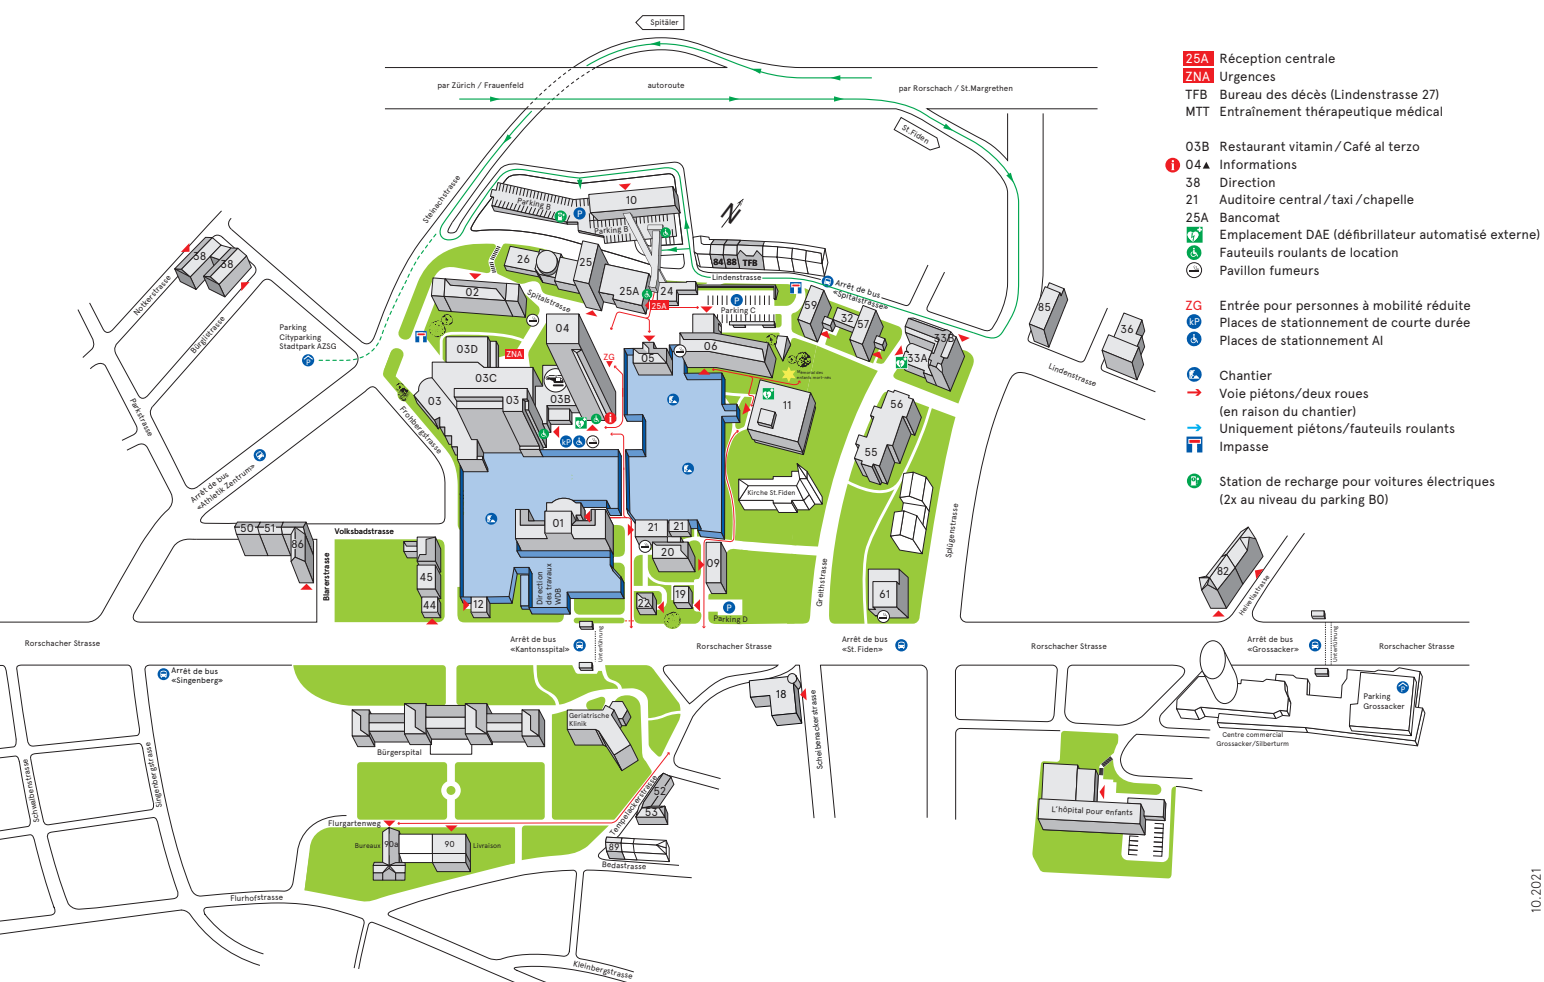 Spitäler
par Zürich / Frauenfeld
autoroute
par Rorschach / St.Margrethen
St.Fiden
Steinachstrasse
25A Réception centrale
ZNA Urgences
TFB Bureau des décès (Lindenstrasse 27)
MTT Entraînement thérapeutique médical
03B Restaurant vitamin/Café al terzo
i 04▲ Informations
38 Direction
21 Auditoire central/taxi/chapelle
25A Bancomat
Emplacement DAE (défibrillateur automatisé externe)
Fauteuils roulants de location
Pavillon fumeurs
ZG Entrée pour personnes à mobilité réduite
kP Places de stationnement de courte durée
Places de stationnement AI
Chantier
Voie piétons/deux roues
(en raison du chantier)
Uniquement piétons/fauteuils roulants
Impasse
Station de recharge pour voitures électriques
(2x au niveau du parking B0)
Parking B
P
10
Parking B
N
84 88 TFB
Lindenstrasse
Arrêt de bus
«Spitalstrasse»
38
38
Notkerstrasse
Bürglistrasse
Parking
Cityparking
Stadtpark AZSG
P
26
25
25A
24
25A
02
Spitalstrasse
04
P
Parking C
59
32
57
33B
33A
85
36
Lindenstrasse
ZNA
ZG
03D
03C
03
03
03B
i
kP
05
06
11
56
55
Parkstrasse
Frohbergstrasse
Arrêt de bus
«Athletik Zentrum»
Kirche St.Fiden
Splügenstrasse
Greithstrasse
50
51
86
Volksbadstrasse
Blarerstrasse
45
44
12
01
Direction
des travaux
WDB
21
21
20
09
22
19
P
Parking D
61
82
Helvetiastrasse
Rorschacher Strasse
Arrêt de bus
«Kantonsspital»
Unterführung
Rorschacher Strasse
Arrêt de bus
«St.Fiden»
Rorschacher Strasse
Arrêt de bus
«Grossacker»
Unterführung
Rorschacher Strasse
Arrêt de bus
«Singenberg»
Singenbergstrasse
Schwalbenstrasse
Bürgerspital
Geriatrische
Klinik
18
Scheibenackerstrasse
P
Parking
Grossacker
Centre commercial
Grossacker/Silberturm
L'hôpital pour enfants
52
53
Tempelackerstrasse
Flurgartenweg
Bureaux
90a
90
Livraison
89
Bedastrasse
Flurhofstrasse
Kleinbergstrasse
10.2021